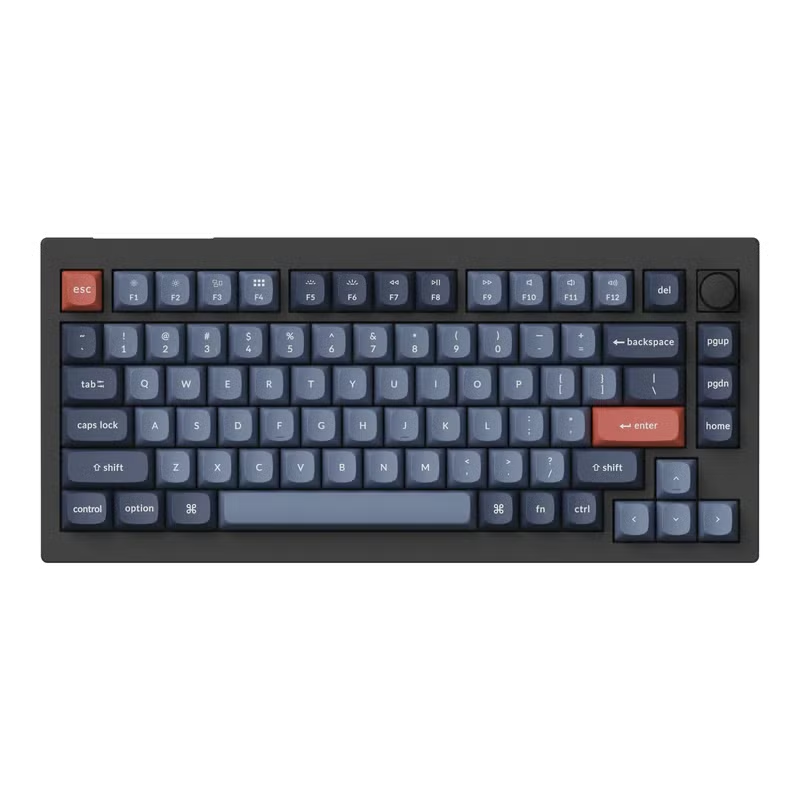 esc F1 F2 F3 F4 F5 F6 F7 F8 F9 F10 F11 F12 del
~ ! @ # $ % ^ & * ( ) — +
` 1 2 3 4 5 6 7 8 9 0 - = ← backspace pgup
tab Q W E R T Y U I O P { } |
[ ] \ pgdn
caps lock A S D F G H J K L : "
; ' ↵ enter home
⇧ shift Z X C V B N M < > ?
, . / ⇧ shift ^
control option ⌘ ⌘ fn ctrl < ⌄ >